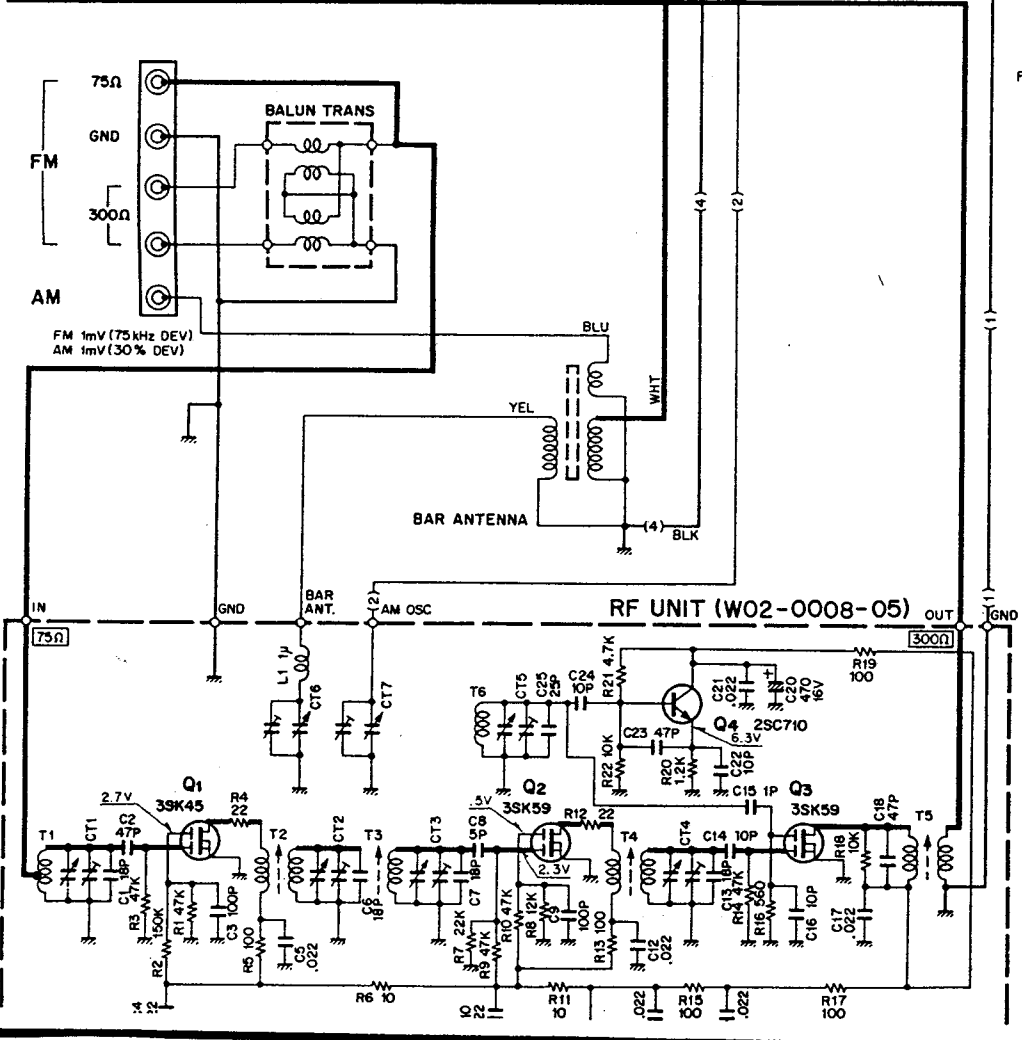 75Ω
BALUN TRANS
GND
FM
300Ω
AM
FM 1mV (75kHz DEV)
AM 1mV (30% DEV)
(4)
(2)
(1)
BLU
WHT
YEL
BAR ANTENNA
(4)
BLK
IN
GND
BAR
ANT.
(2)
AM OSC
RF UNIT (W02-0008-05)
OUT
(1)
GND
75Ω
300Ω
L1 1μ
CT6
CT7
T6
CT5
C25
25P
C24
10P
R21 4.7K
C21
.022
C20
470
16V
R19
100
Q4 2SC710
6.3V
C23 47P
R22 10K
R20
1.2K
C22
10P
C15 1P
Q1
3SK45
2.7V
R4
22
T1
CT1
C2
47P
C1 18P
R3
47K
R2
150K
R1 47K
C3 100P
T2
CT2
T3
C6
18P
R5 100
C5
.022
CT3
C8
5P
C7 18P
Q2
3SK59
.5V
2.3V
R12 22
R7 22K
R9 47K
R10 47K
R8 12K
C9
100P
T4
R13 100
C12
.022
CT4
C14 10P
C13 18P
R14 47K
R16 560
C16 10P
Q3
3SK59
R18
10K
C18
47P
C17
.022
T5
R6 10
R11
10
.022
R15
100
.022
R17
100